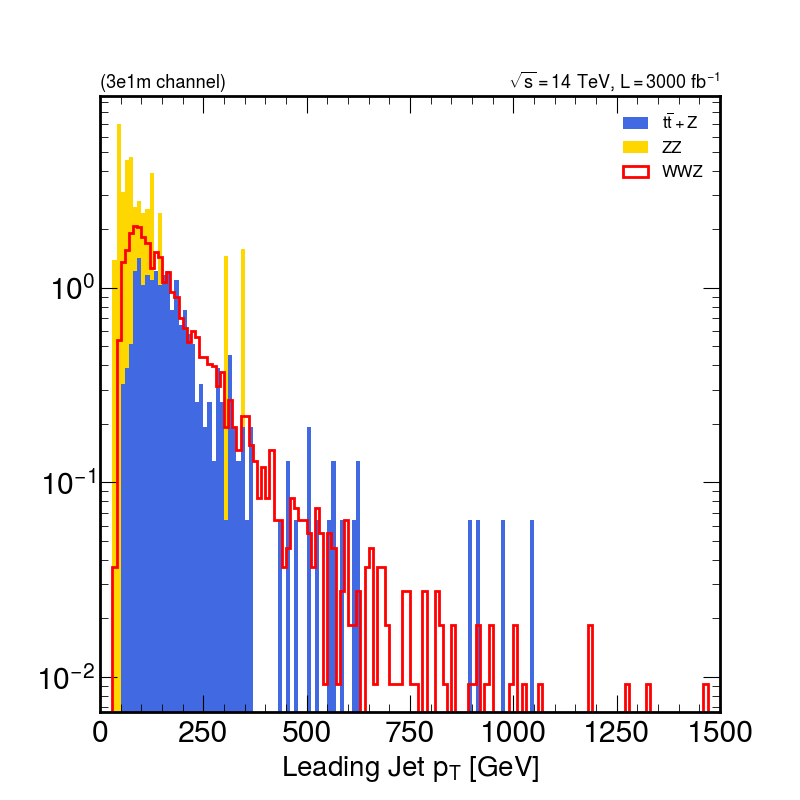 (3e1m channel)
√s = 14 TeV, L = 3000 fb⁻¹
tt̄ + Z
ZZ
WWZ
10⁰
10⁻¹
10⁻²
0 250 500 750 1000 1250 1500
Leading Jet p_T [GeV]